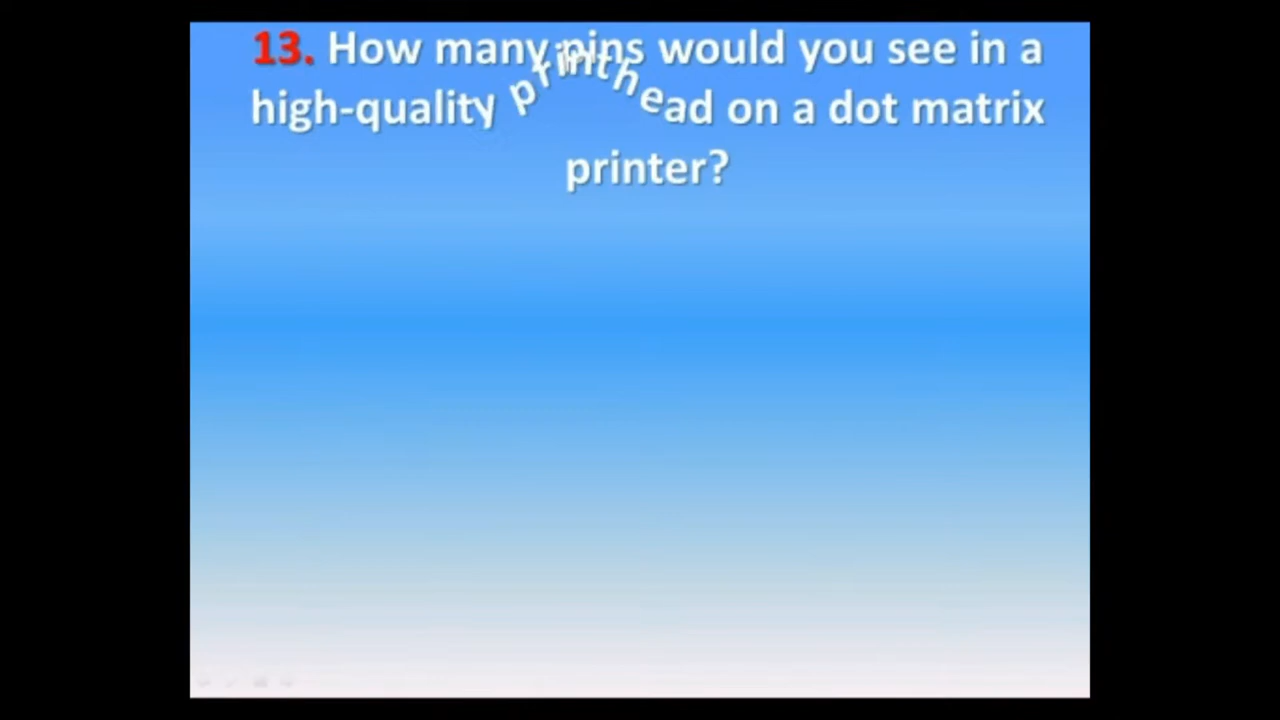 13. How many pins would you see in a
high-quality printhead on a dot matrix
printer?